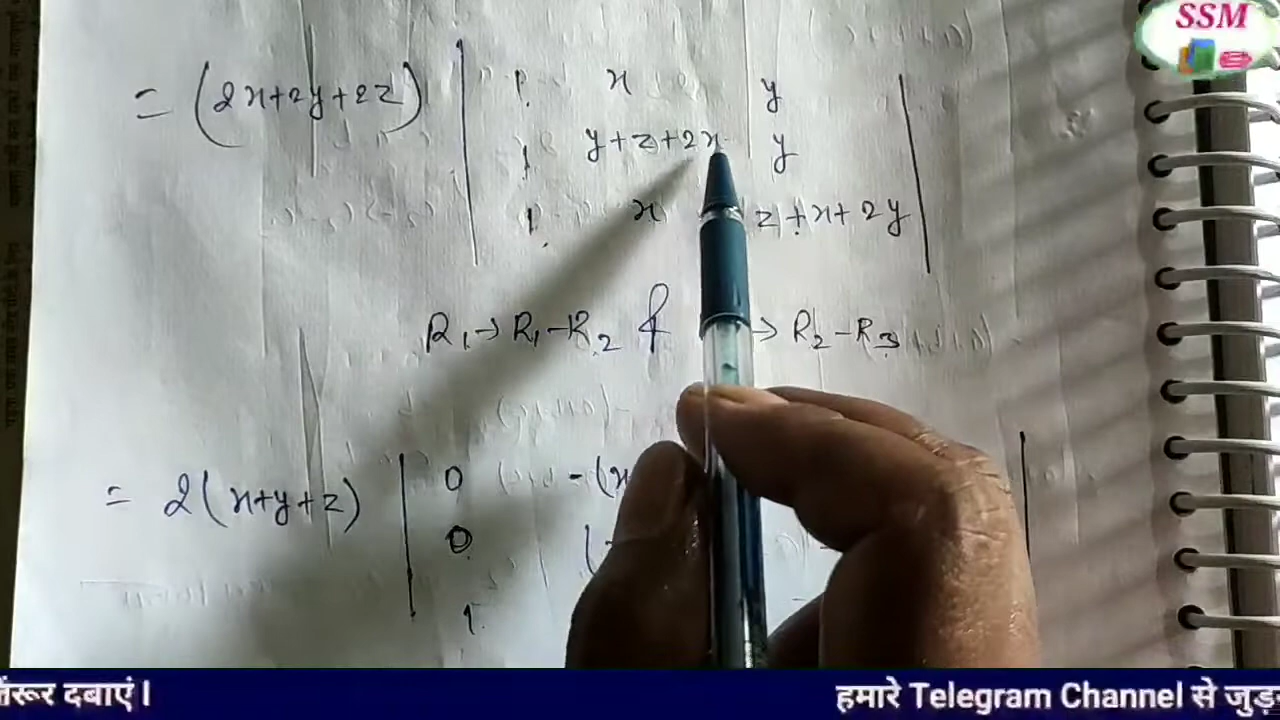 SSM
= (2x+2y+2z) | 1 x y |
1 y+z+2x y
1 x z+x+2y
R₁→R₁-R₂ & → R₂-R₃
= 2(x+y+z) | 0 -(x |
0 (
1
ज़रूर दबाएं। हमारे Telegram Channel से जुड़